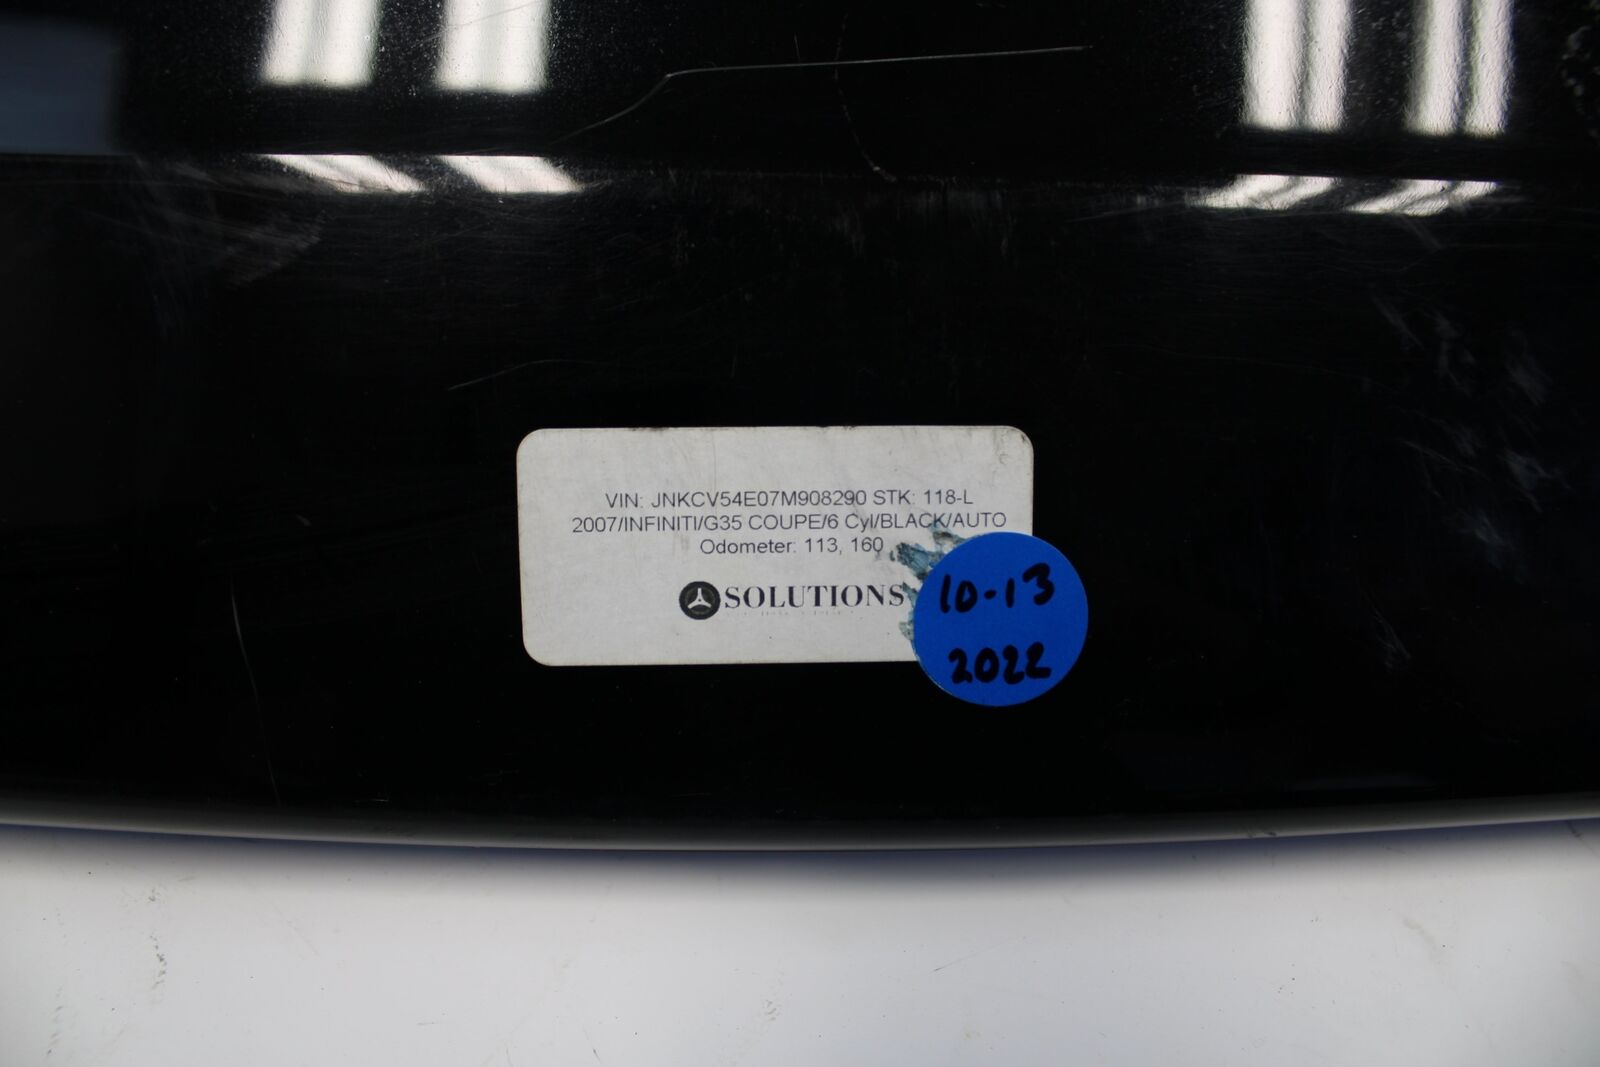 VIN: JNKCV54E07M908290 STK: 118-L
2007/INFINITI/G35 COUPE/6 Cyl/BLACK/AUTO
Odometer: 113, 160
SOLUTIONS
10-13
2022